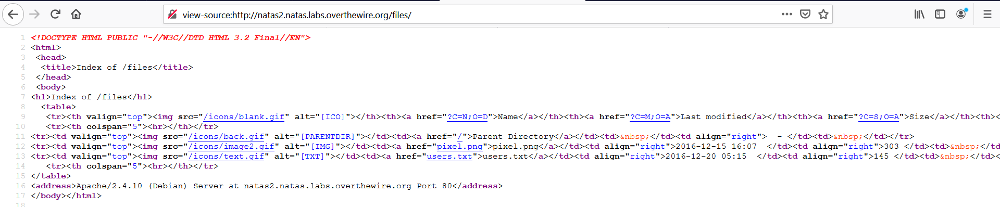 view-source:http://natas2.natas.labs.overthewire.org/files/
1 <!DOCTYPE HTML PUBLIC "-//W3C//DTD HTML 3.2 Final//EN">
2 <html>
3  <head>
4   <title>Index of /files</title>
5  </head>
6  <body>
7 <h1>Index of /files</h1>
8   <table>
9    <tr><th valign="top"><img src="/icons/blank.gif" alt="[ICO]"></th><th><a href="?C=N;O=D">Name</a></th><th><a href="?C=M;O=A">Last modified</a></th><th><a href="?C=S;O=A">Size</a></th><th><
10    <tr><th colspan="5"><hr></th></tr>
11 <tr><td valign="top"><img src="/icons/back.gif" alt="[PARENTDIR]"></td><td><a href="/">Parent Directory</a></td><td>&nbsp;</td><td align="right">  - </td><td>&nbsp;</td></tr>
12 <tr><td valign="top"><img src="/icons/image2.gif" alt="[IMG]"></td><td><a href="pixel.png">pixel.png</a></td><td align="right">2016-12-15 16:07  </td><td align="right">303 </td><td>&nbsp;</td
13 <tr><td valign="top"><img src="/icons/text.gif" alt="[TXT]"></td><td><a href="users.txt">users.txt</a></td><td align="right">2016-12-20 05:15  </td><td align="right">145 </td><td>&nbsp;</td><
14    <tr><th colspan="5"><hr></th></tr>
15 </table>
16 <address>Apache/2.4.10 (Debian) Server at natas2.natas.labs.overthewire.org Port 80</address>
17 </body></html>
18